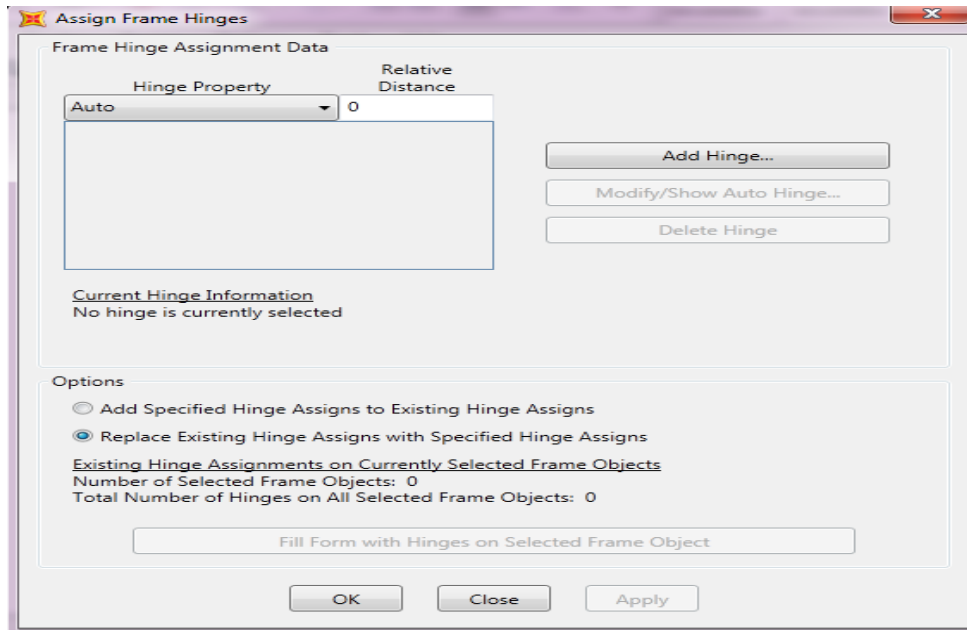 Assign Frame Hinges
Frame Hinge Assignment Data
Hinge Property
Relative
Distance
Auto
0
Add Hinge...
Modify/Show Auto Hinge...
Delete Hinge
Current Hinge Information
No hinge is currently selected
Options
Add Specified Hinge Assigns to Existing Hinge Assigns
Replace Existing Hinge Assigns with Specified Hinge Assigns
Existing Hinge Assignments on Currently Selected Frame Objects
Number of Selected Frame Objects: 0
Total Number of Hinges on All Selected Frame Objects: 0
Fill Form with Hinges on Selected Frame Object
OK
Close
Apply